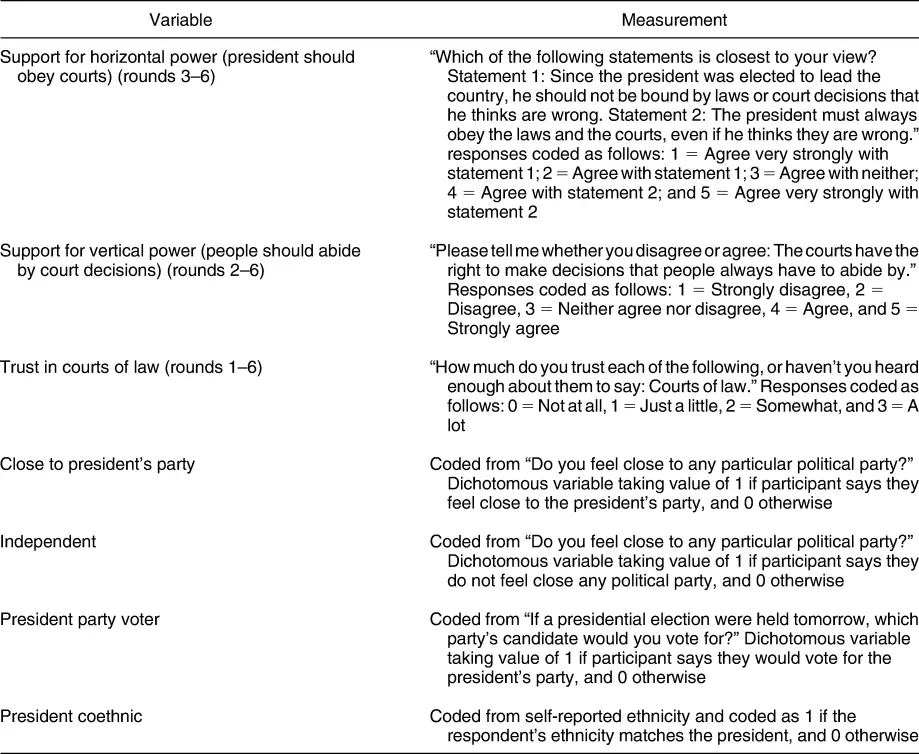 Variable
Measurement
Support for horizontal power (president should
obey courts) (rounds 3–6)
“Which of the following statements is closest to your view?
Statement 1: Since the president was elected to lead the
country, he should not be bound by laws or court decisions that
he thinks are wrong. Statement 2: The president must always
obey the laws and the courts, even if he thinks they are wrong.”
responses coded as follows: 1 = Agree very strongly with
statement 1; 2 = Agree with statement 1; 3 = Agree with neither;
4 = Agree with statement 2; and 5 = Agree very strongly with
statement 2
Support for vertical power (people should abide
by court decisions) (rounds 2–6)
“Please tell me whether you disagree or agree: The courts have the
right to make decisions that people always have to abide by.”
Responses coded as follows: 1 = Strongly disagree, 2 =
Disagree, 3 = Neither agree nor disagree, 4 = Agree, and 5 =
Strongly agree
Trust in courts of law (rounds 1–6)
“How much do you trust each of the following, or haven’t you heard
enough about them to say: Courts of law.” Responses coded as
follows: 0 = Not at all, 1 = Just a little, 2 = Somewhat, and 3 = A
lot
Close to president’s party
Coded from “Do you feel close to any particular political party?”
Dichotomous variable taking value of 1 if participant says they
feel close to the president’s party, and 0 otherwise
Independent
Coded from “Do you feel close to any particular political party?”
Dichotomous variable taking value of 1 if participant says they
do not feel close any political party, and 0 otherwise
President party voter
Coded from “If a presidential election were held tomorrow, which
party’s candidate would you vote for?” Dichotomous variable
taking value of 1 if participant says they would vote for the
president’s party, and 0 otherwise
President coethnic
Coded from self-reported ethnicity and coded as 1 if the
respondent’s ethnicity matches the president, and 0 otherwise